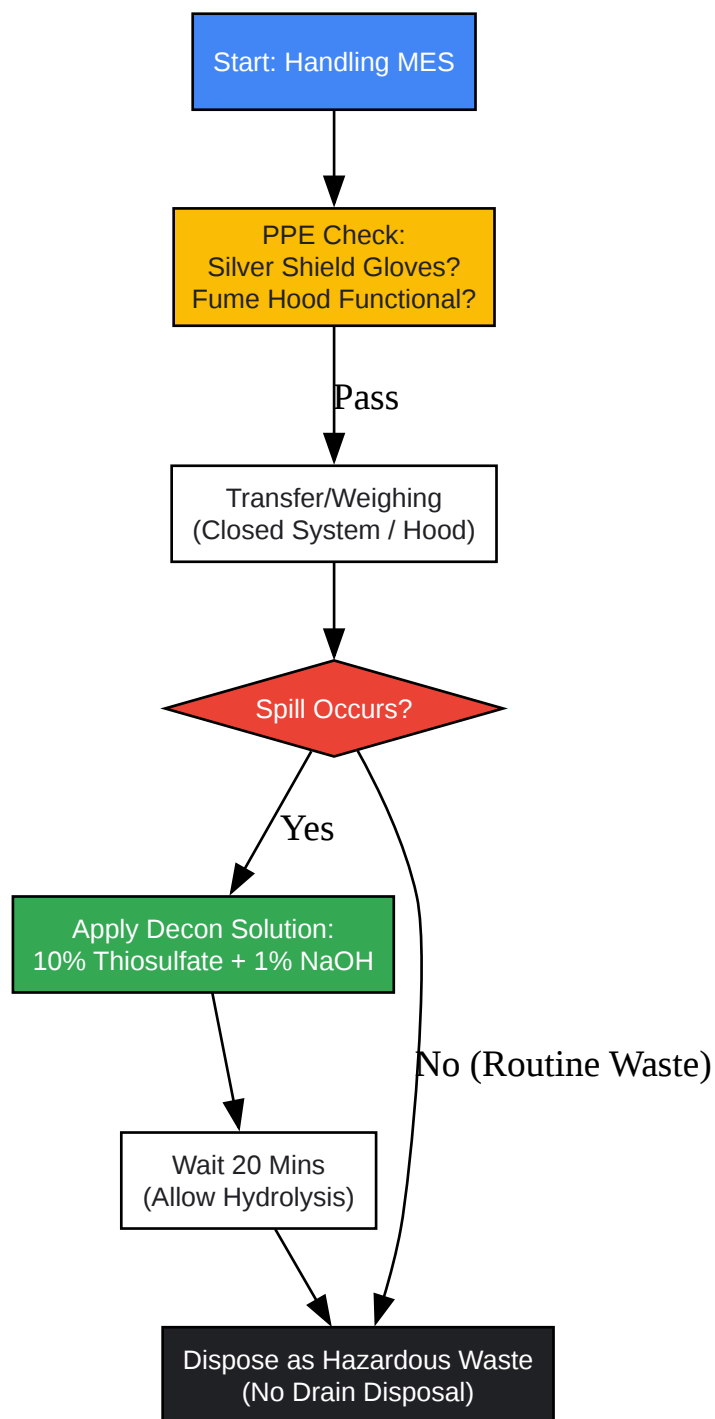 Start: Handling MES
PPE Check:
Silver Shield Gloves?
Fume Hood Functional?
Pass
Transfer/Weighing
(Closed System / Hood)
Spill Occurs?
Yes
Apply Decon Solution:
10% Thiosulfate + 1% NaOH
No (Routine Waste)
Wait 20 Mins
(Allow Hydrolysis)
Dispose as Hazardous Waste
(No Drain Disposal)